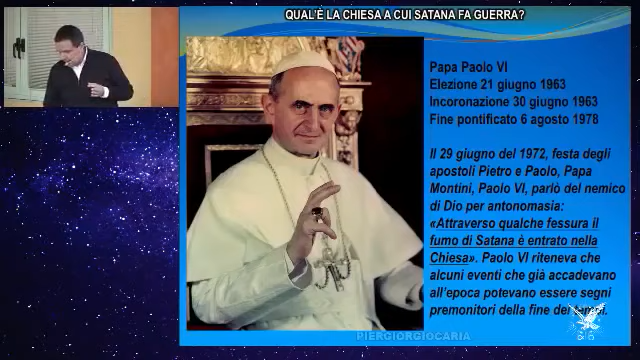 QUAL'È LA CHIESA A CUI SATANA FA GUERRA?
Papa Paolo VI
Elezione 21 giugno 1963
Incoronazione 30 giugno 1963
Fine pontificato 6 agosto 1978
Il 29 giugno del 1972, festa degli
apostoli Pietro e Paolo, Papa
Montini, Paolo VI, parlò del nemico
di Dio per antonomasia:
«Attraverso qualche fessura il
fumo di Satana è entrato nella
Chiesa». Paolo VI riteneva che
alcuni eventi che già accadevano
all'epoca potevano essere segni
premonitori della fine dei tempi.
PIERGIORGIOCARIA